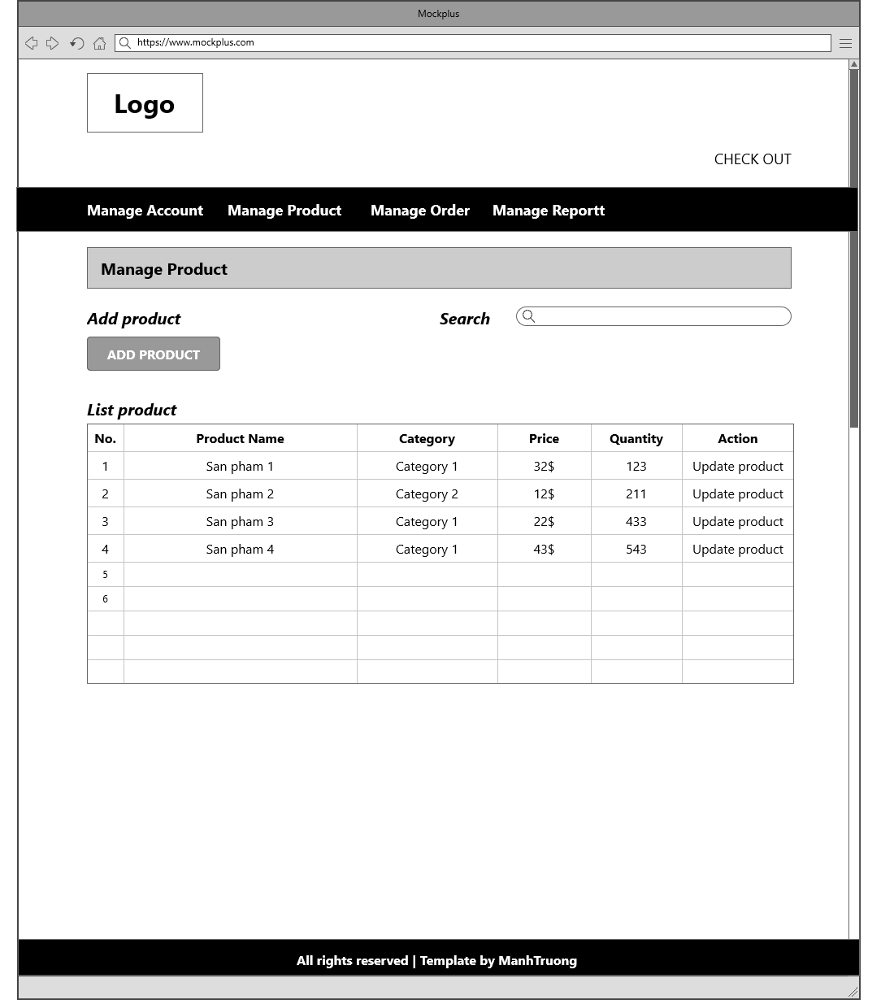 Mockplus
https://www.mockplus.com
Logo
CHECK OUT
Manage Account Manage Product Manage Order Manage Reportt
Manage Product
Add product Search
ADD PRODUCT
List product
No. Product Name Category Price Quantity Action
1 San pham 1 Category 1 32$ 123 Update product
2 San pham 2 Category 2 12$ 211 Update product
3 San pham 3 Category 1 22$ 433 Update product
4 San pham 4 Category 1 43$ 543 Update product
5
6
All rights reserved | Template by ManhTruong